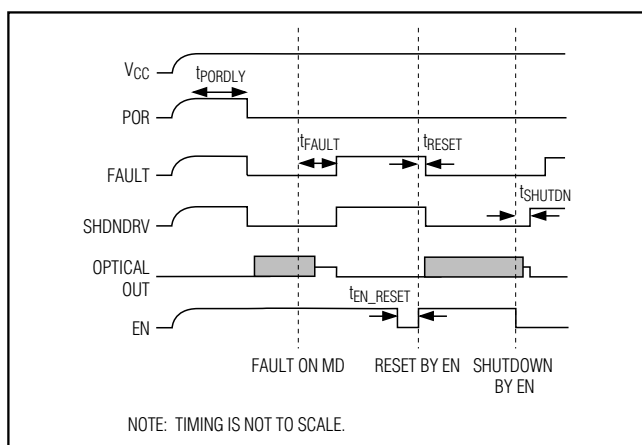 VCC
tPORDLY
POR
tFAULT
tRESET
FAULT
tSHUTDN
SHDNDRV
OPTICAL
OUT
tEN_RESET
EN
FAULT ON MD
RESET BY EN
SHUTDOWN
BY EN
NOTE: TIMING IS NOT TO SCALE.